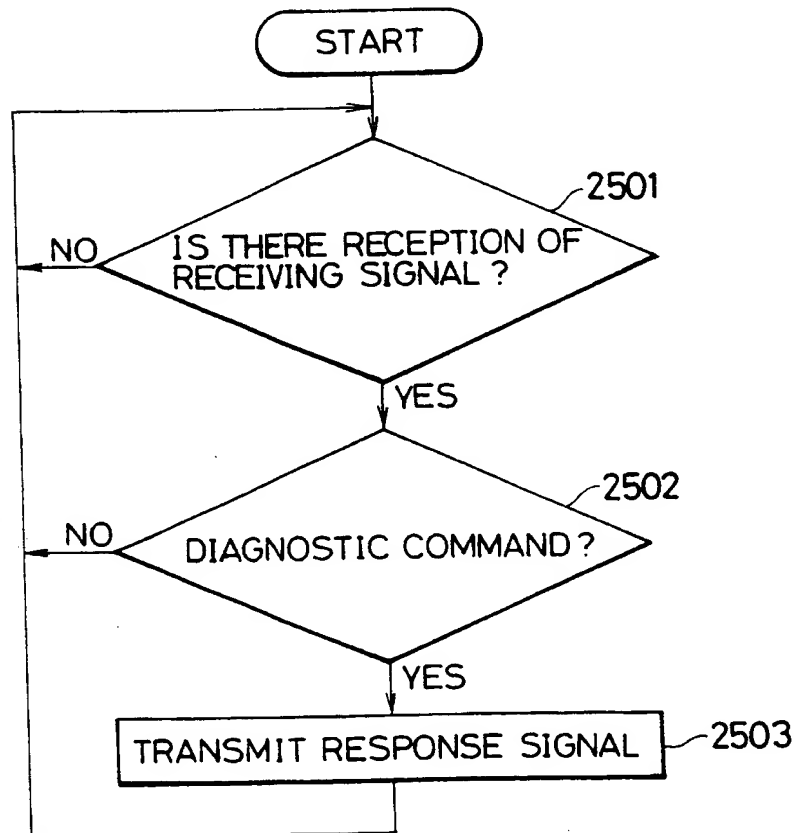 START
2501
IS THERE RECEPTION OF
RECEIVING SIGNAL ?
NO
YES
2502
DIAGNOSTIC COMMAND ?
NO
YES
TRANSMIT RESPONSE SIGNAL
2503